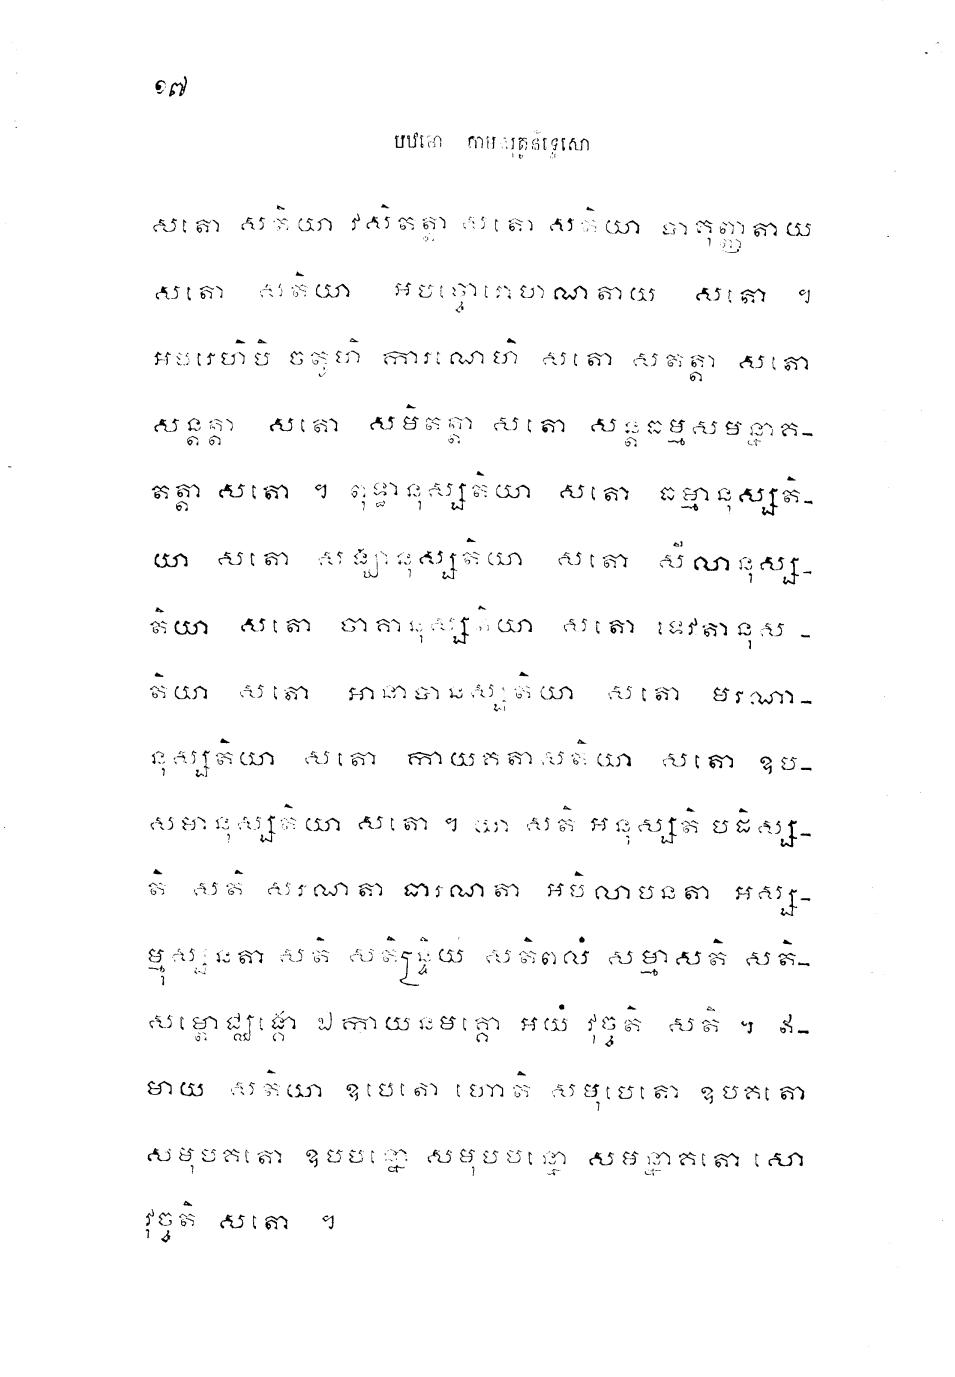 ១៧
បឋមោ កាមសុត្តនិទ្ទេសោ
សតោ សតិយា វសិតត្តា សតោ សតិយា បាគុញ្ញតាយ
សតោ សតិយា អបច្ចោរោហណតាយ សតោ ។
អបរេហិបិ ចតូហិ ការណេហិ សតោ សតត្តា សតោ
សន្តត្តា សតោ សមិតត្តា សតោ សន្តធម្មសមន្នាគ-
តត្តា សតោ ។ ពុទ្ធានុស្សតិយា សតោ ធម្មានុស្សតិ-
យា សតោ សង្ឃានុស្សតិយា សតោ សីលានុស្ស-
តិយា សតោ ចាគានុស្សតិយា សតោ ទេវតានុស-
តិយា សតោ អានាបានស្សតិយា សតោ មរណា-
នុស្សតិយា សតោ កាយគតាសតិយា សតោ ឧប-
សមានុស្សតិយា សតោ ។ យា សតិ អនុស្សតិ បដិស្ស-
តិ សតិ សរណតា ធារណតា អបិលាបនតា អស្ស-
ម្មុស្សនតា សតិ សតិន្ទ្រិយំ សតិពលំ សម្មាសតិ សតិ-
សម្ពោជ្ឈង្គោ ឯកាយនមគ្គោ អយំ វុច្ចតិ សតិ ។ ឥ-
មាយ សតិយា ឧបេតោ ហោតិ សមុបេតោ ឧបគតោ
សមុបគតោ ឧបបន្នោ សមុបបន្នោ សមន្នាគតោ សោ
វុច្ចតិ សតោ ។